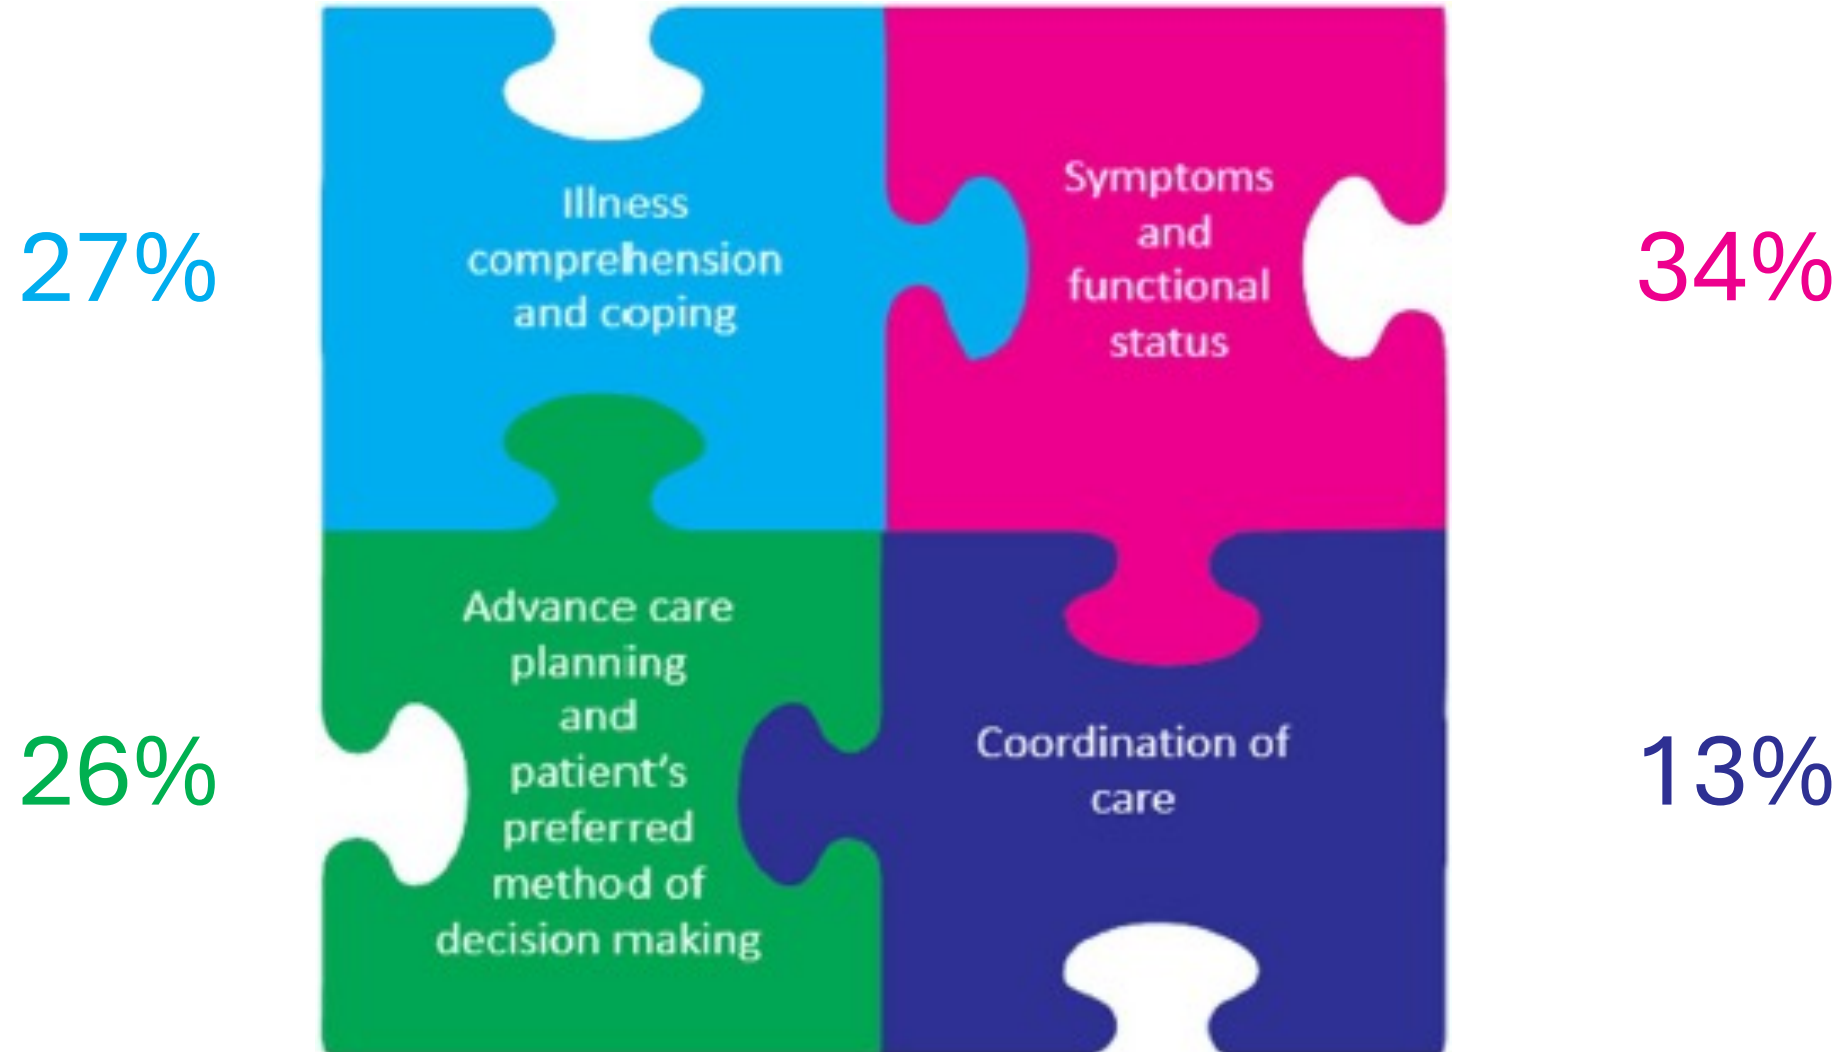 27%
Illness
comprehension
and coping
Symptoms
and
functional
status
34%
26%
Advance care
planning
and
patient's
preferred
method of
decision making
Coordination of
care
13%